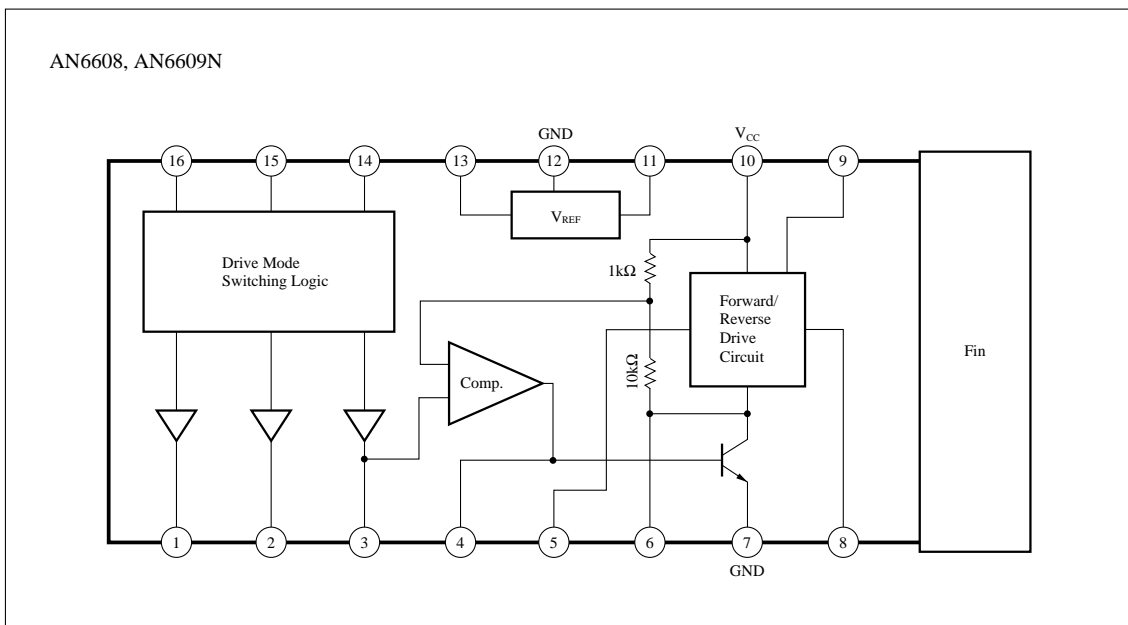 AN6608, AN6609N
GND
V_CC
16
15
14
13
12
11
10
9
V_REF
Drive Mode
Switching Logic
1kΩ
Forward/
Reverse
Drive
Circuit
Fin
Comp.
10kΩ
1
2
3
4
5
6
7
8
GND